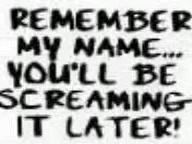 REMEMBER
MY NAME...
YOU'LL BE
SCREAMING
IT LATER!